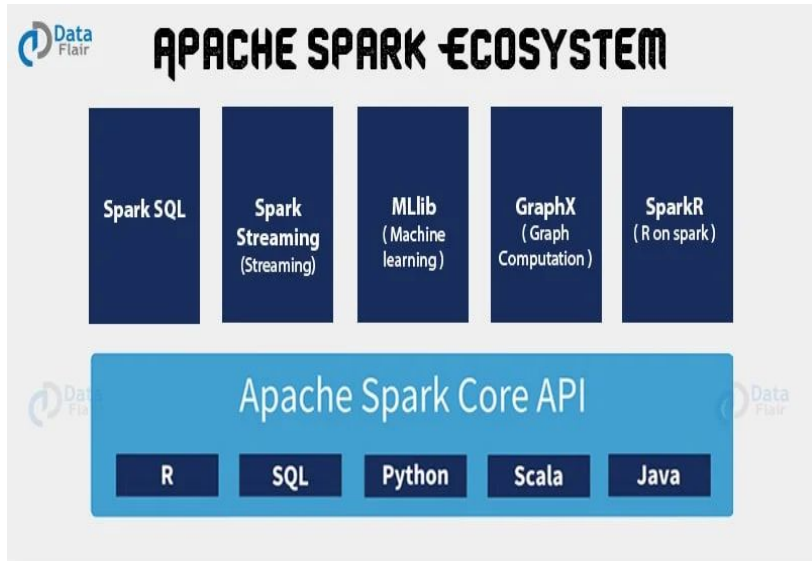 Data
Flair
APACHE SPARK ECOSYSTEM
Spark SQL
Spark
Streaming
(Streaming)
MLlib
( Machine
learning )
GraphX
( Graph
Computation )
SparkR
( R on spark )
Apache Spark Core API
Data
Fla
Data
Flair
R
SQL
Python
Scala
Java